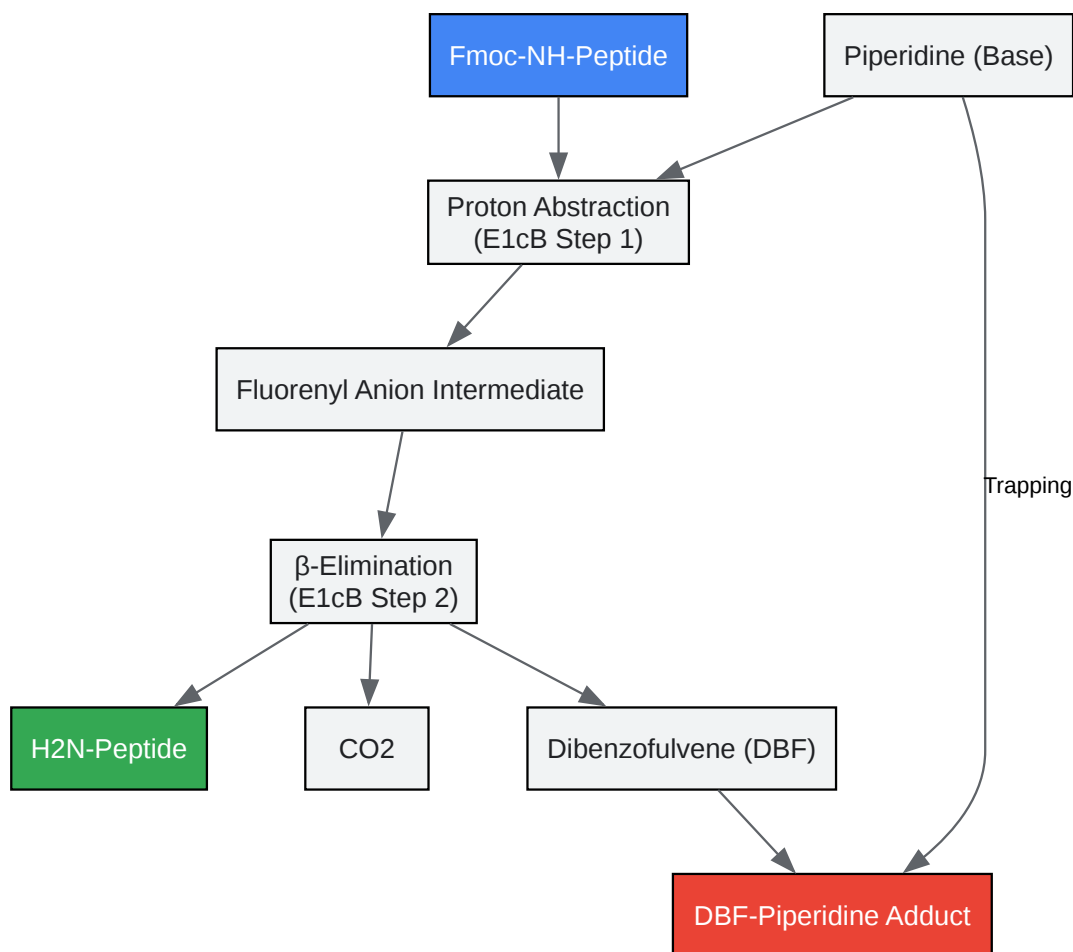 Fmoc-NH-Peptide
Piperidine (Base)
Proton Abstraction
(E1cB Step 1)
Fluorenyl Anion Intermediate
Trapping
β-Elimination
(E1cB Step 2)
H2N-Peptide
CO2
Dibenzofulvene (DBF)
DBF-Piperidine Adduct